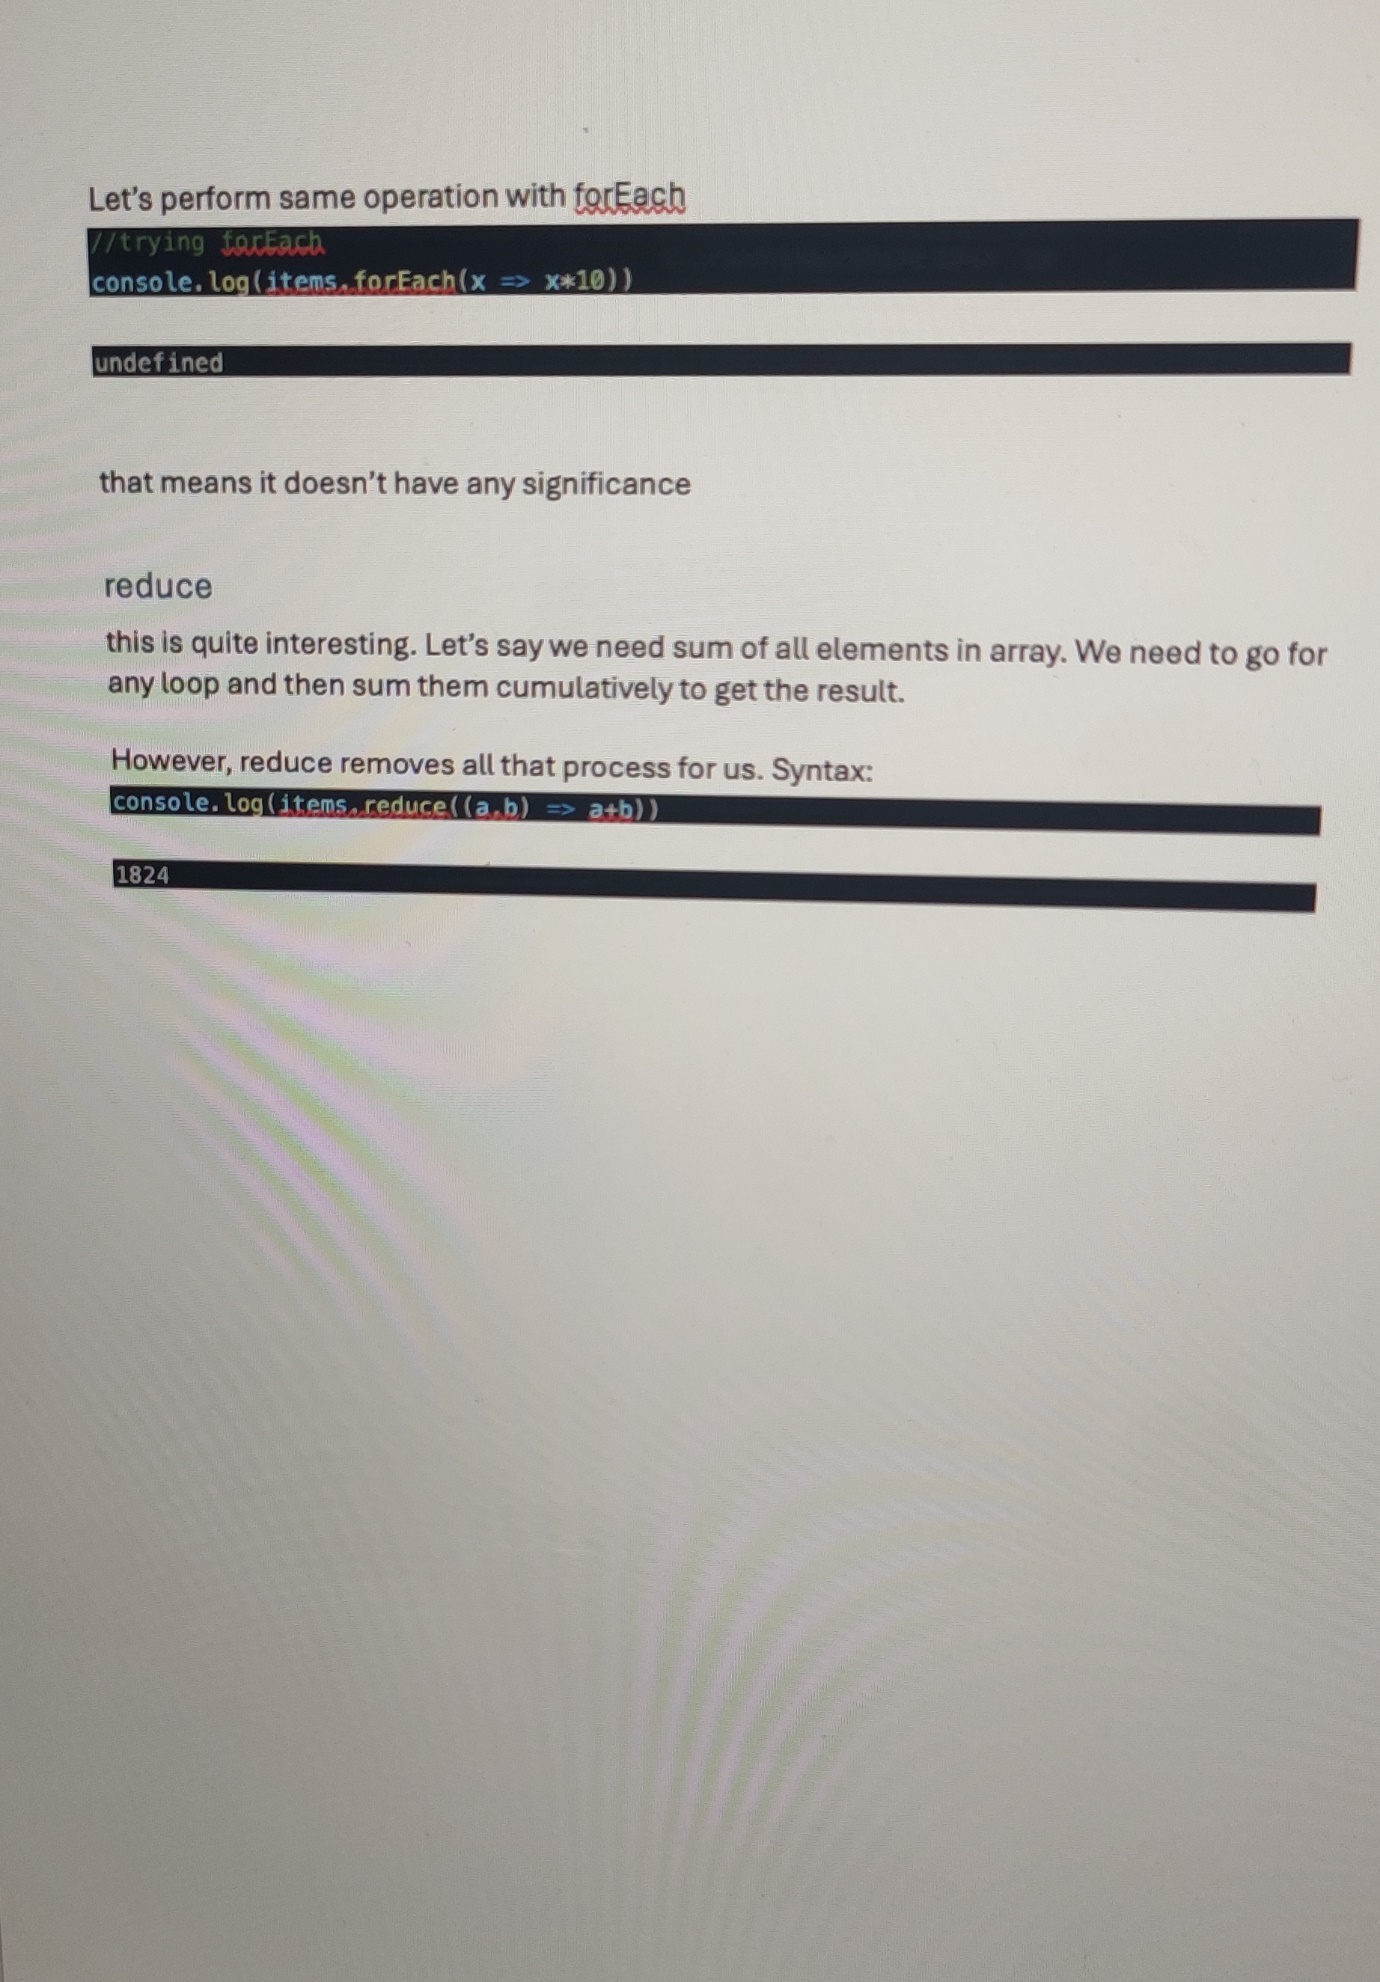 Let's perform same operation with forEach
//trying forEach
console.log(items.forEach(x => x*10))
undefined
that means it doesn't have any significance
reduce
this is quite interesting. Let's say we need sum of all elements in array. We need to go for
any loop and then sum them cumulatively to get the result.
However, reduce removes all that process for us. Syntax:
console.log(items.reduce((a,b) => a+b))
1824